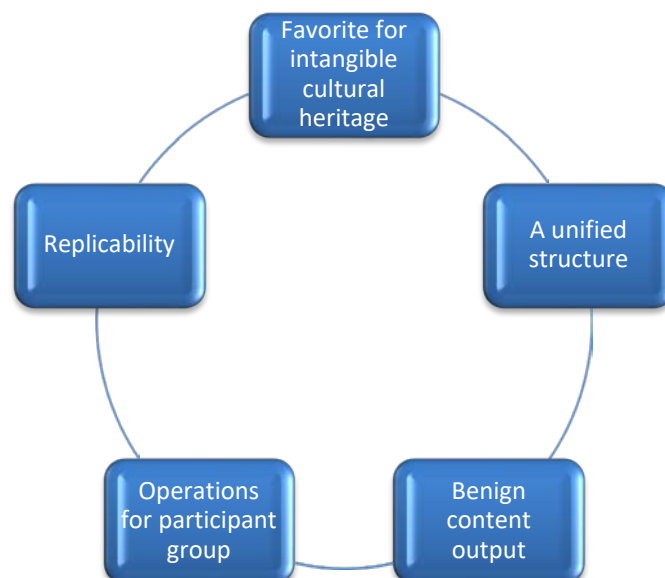 Favorite for
intangible
cultural
heritage
A unified
structure
Benign
content
output
Operations
for participant
group
Replicability